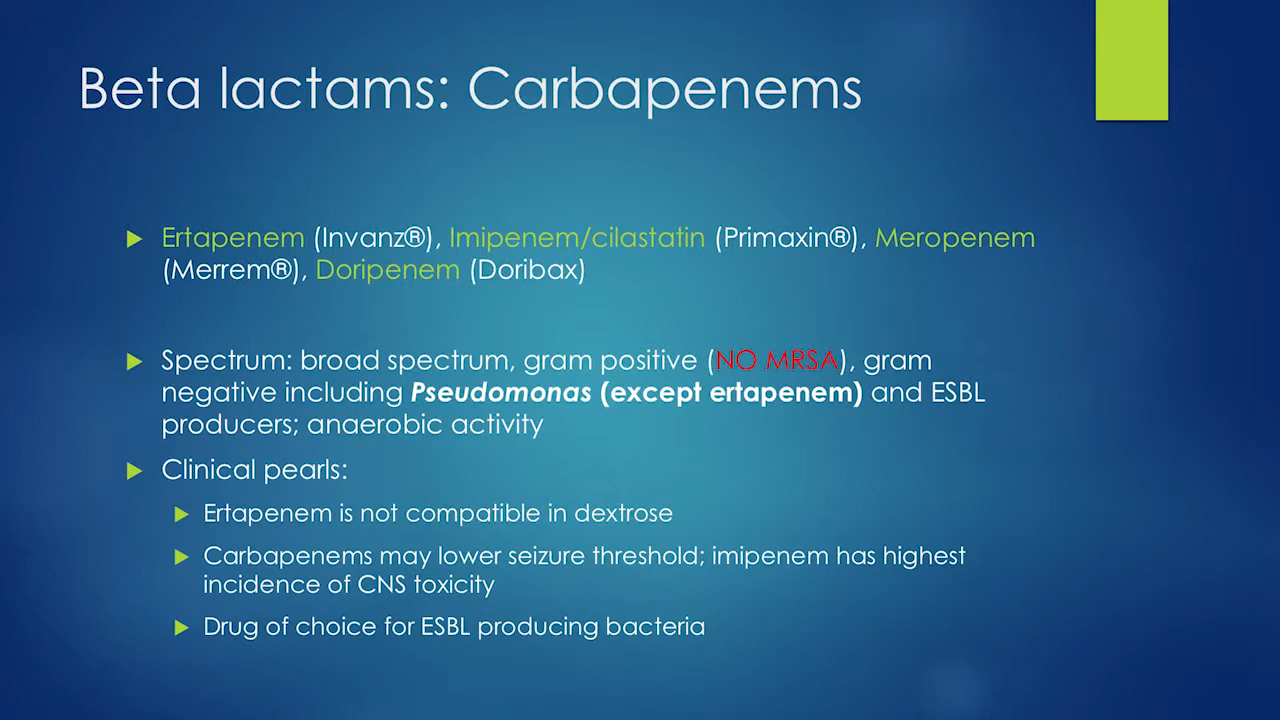 Beta lactams: Carbapenems
Ertapenem (Invanz®), Imipenem/cilastatin (Primaxin®), Meropenem
(Merrem®), Doripenem (Doribax)
Spectrum: broad spectrum, gram positive (NO MRSA), gram
negative including Pseudomonas (except ertapenem) and ESBL
producers; anaerobic activity
Clinical pearls:
Ertapenem is not compatible in dextrose
Carbapenems may lower seizure threshold; imipenem has highest
incidence of CNS toxicity
Drug of choice for ESBL producing bacteria